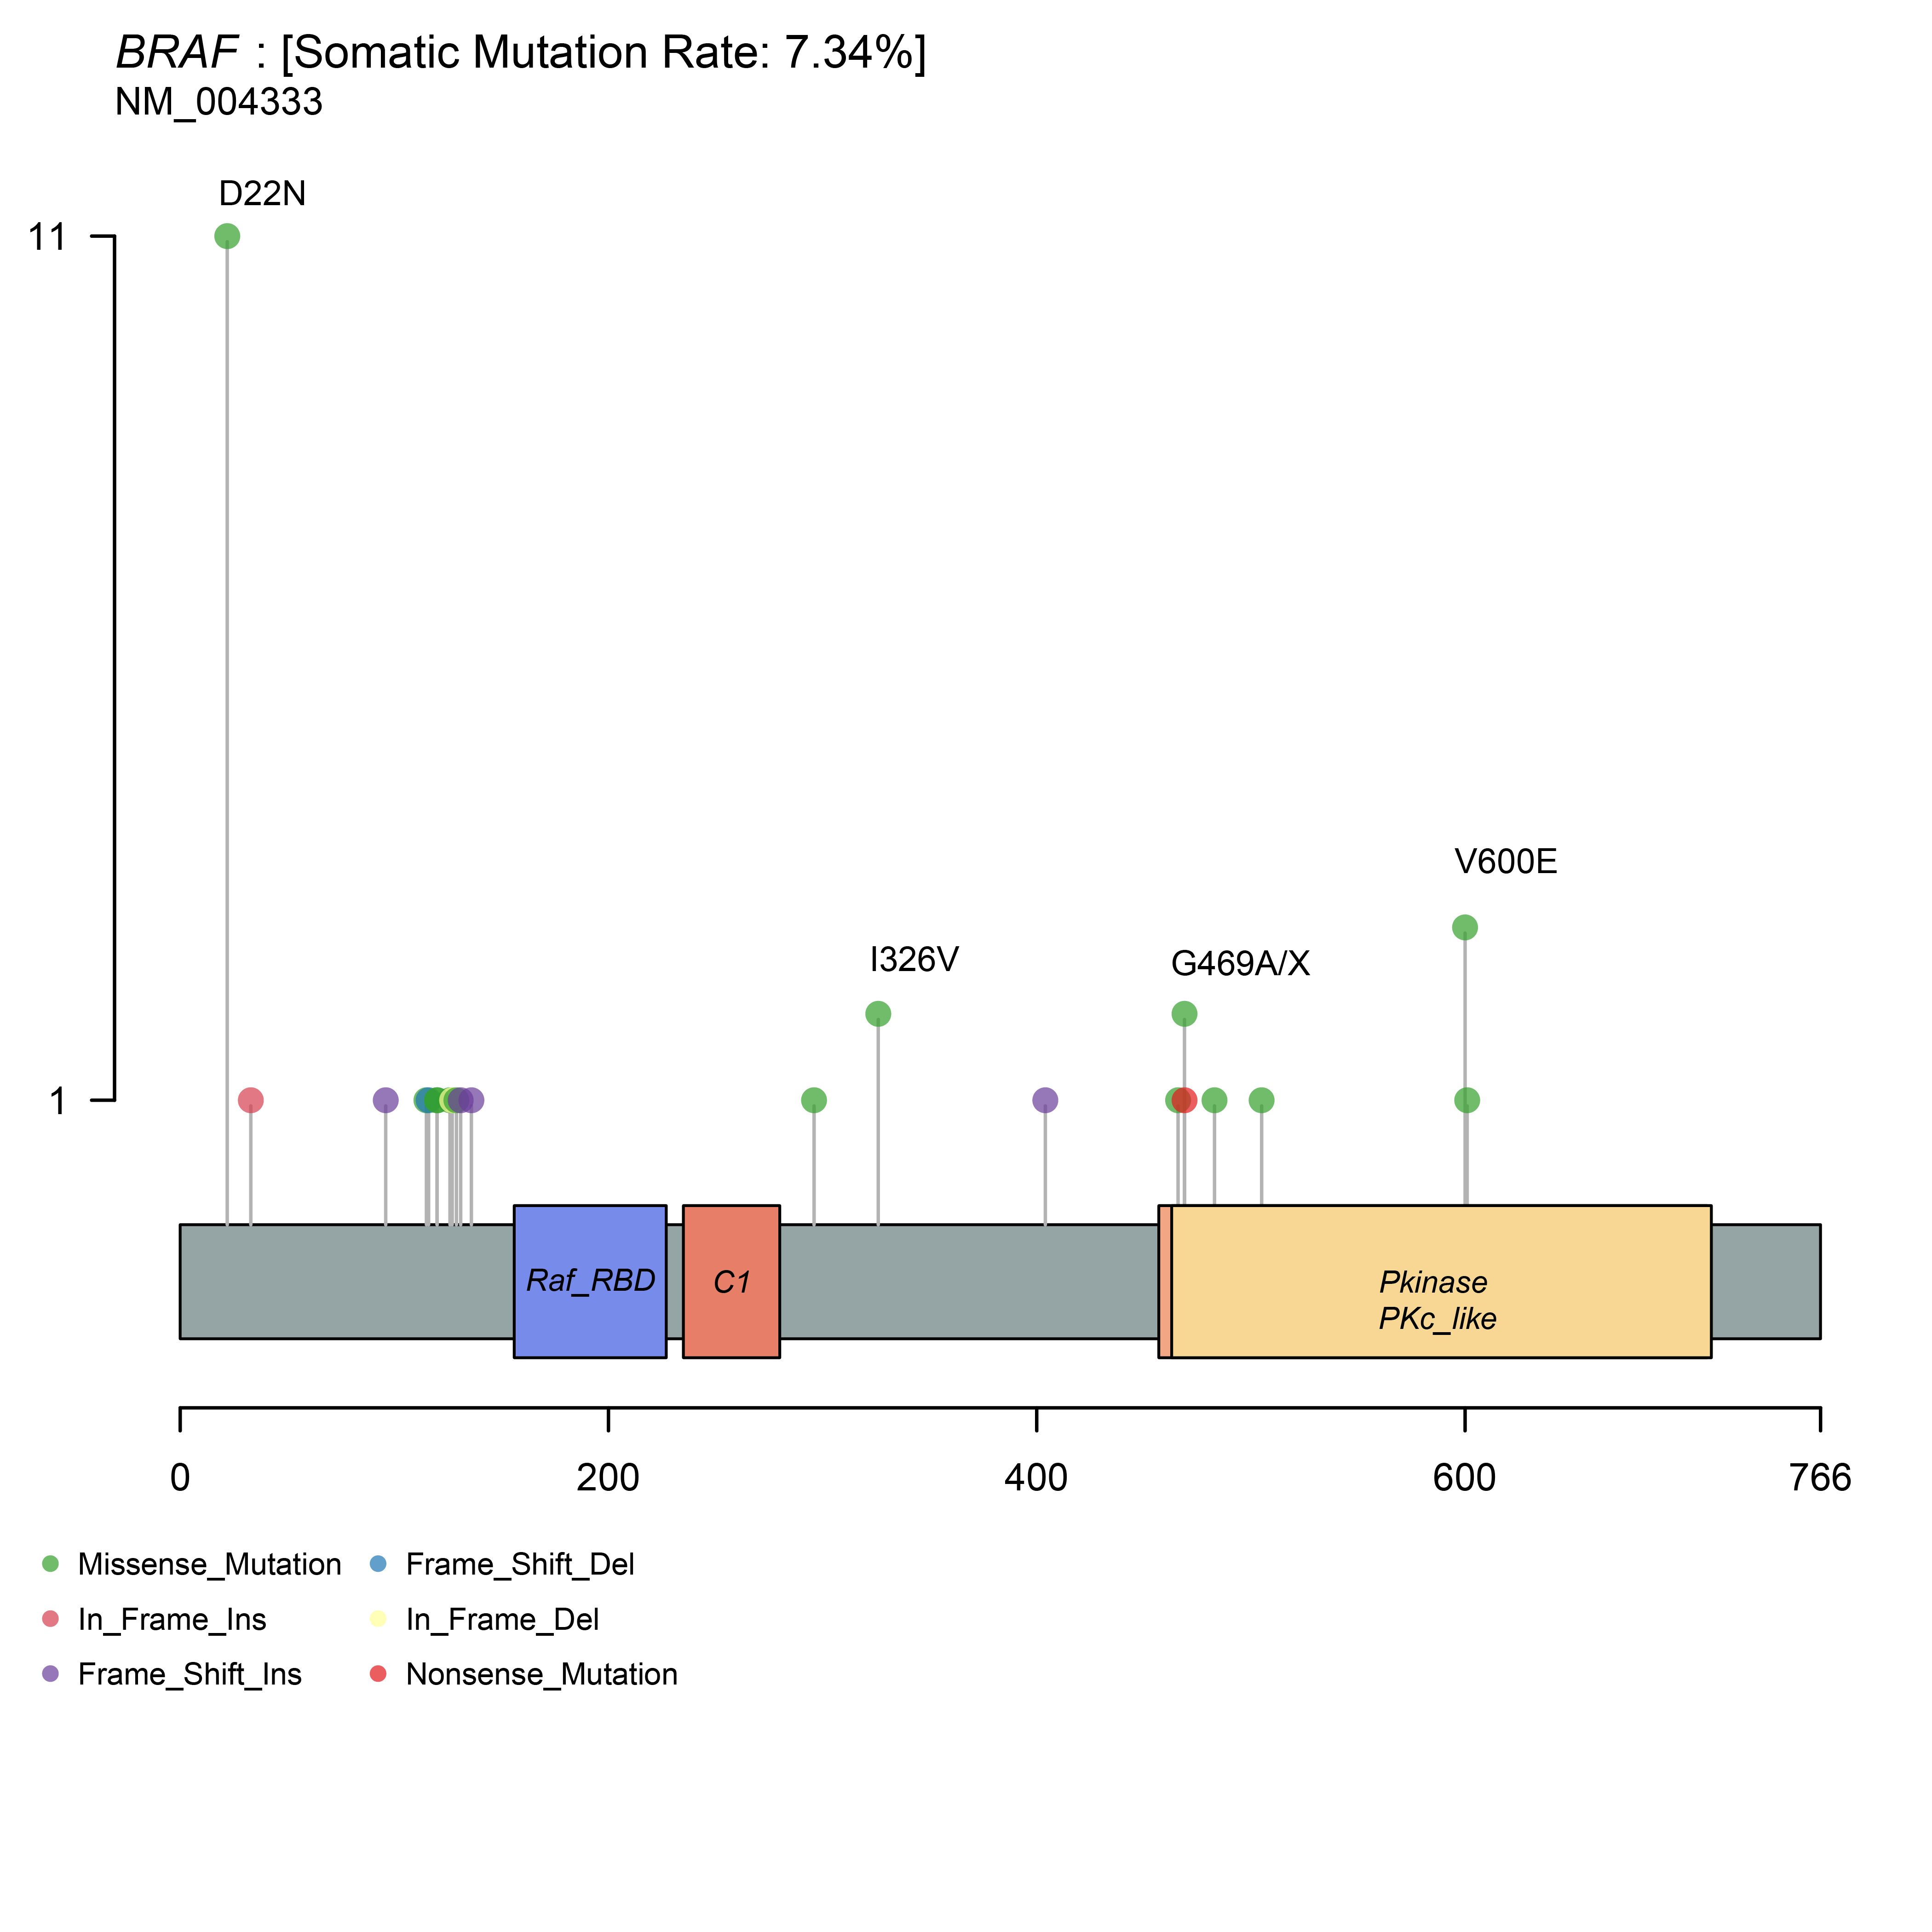 BRAF : [Somatic Mutation Rate: 7.34%]
NM_004333
D22N
11
V600E
I326V
G469A/X
1
Raf_RBD
C1
Pkinase
PKc_like
0 200 400 600 766
Missense_Mutation Frame_Shift_Del
In_Frame_Ins In_Frame_Del
Frame_Shift_Ins Nonsense_Mutation